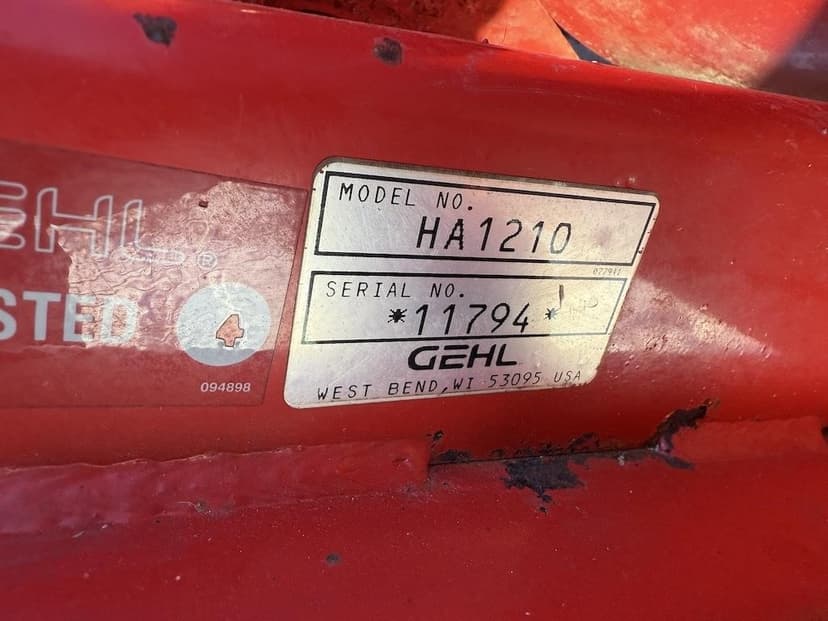 EHL®
STED
4
094898
MODEL NO.
HA1210
077911
SERIAL NO.
*11794*
GEHL
WEST BEND, WI 53095 USA